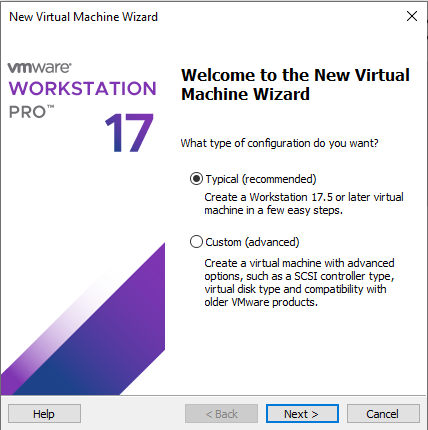 New Virtual Machine Wizard
vmware®
WORKSTATION
PRO™
17
Welcome to the New Virtual
Machine Wizard
What type of configuration do you want?
Typical (recommended)
Create a Workstation 17.5 or later virtual
machine in a few easy steps.
Custom (advanced)
Create a virtual machine with advanced
options, such as a SCSI controller type,
virtual disk type and compatibility with
older VMware products.
Help
< Back
Next >
Cancel